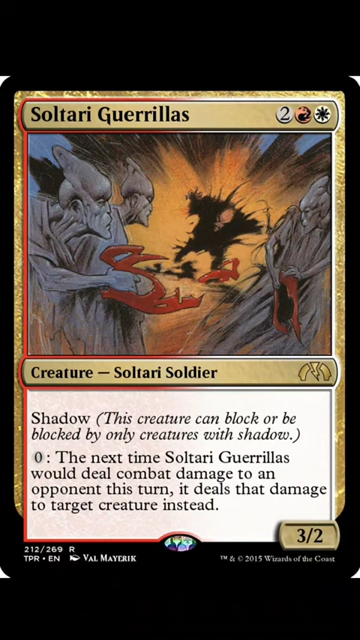 Soltari Guerrillas 2
Creature — Soltari Soldier
Shadow (This creature can block or be
blocked by only creatures with shadow.)
0: The next time Soltari Guerrillas
would deal combat damage to an
opponent this turn, it deals that damage
to target creature instead.
3/2
212/269 R
TPR • EN Val Mayerik
™ & © 2015 Wizards of the Coast